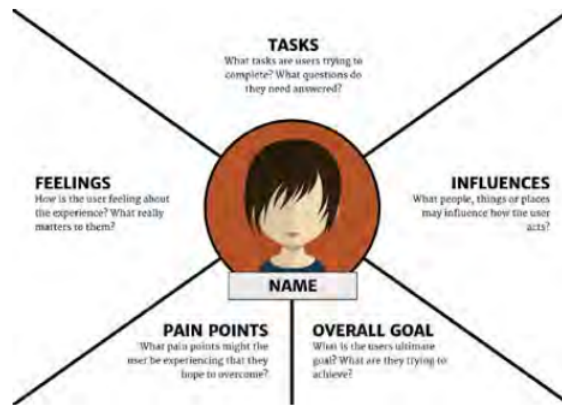 TASKS
What tasks are users trying to
complete? What questions do
they need answered?
FEELINGS
How is the user feeling about
the experience? What really
matters to them?
INFLUENCES
What people, things or places
may influence how the user
acts?
NAME
PAIN POINTS
What pain points might the
user be experiencing that they
hope to overcome?
OVERALL GOAL
What is the users ultimate
goal? What are they trying to
achieve?